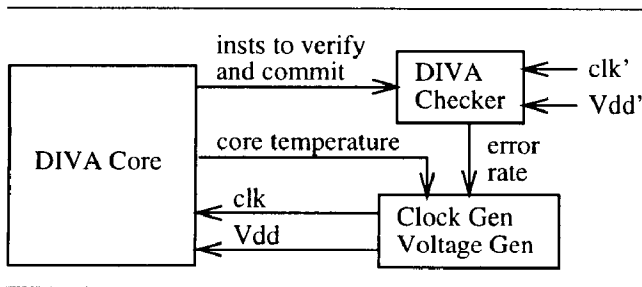 insts to verify
and commit
DIVA
Checker
clk'
Vdd'
DIVA Core
core temperature
error
rate
clk
Vdd
Clock Gen
Voltage Gen